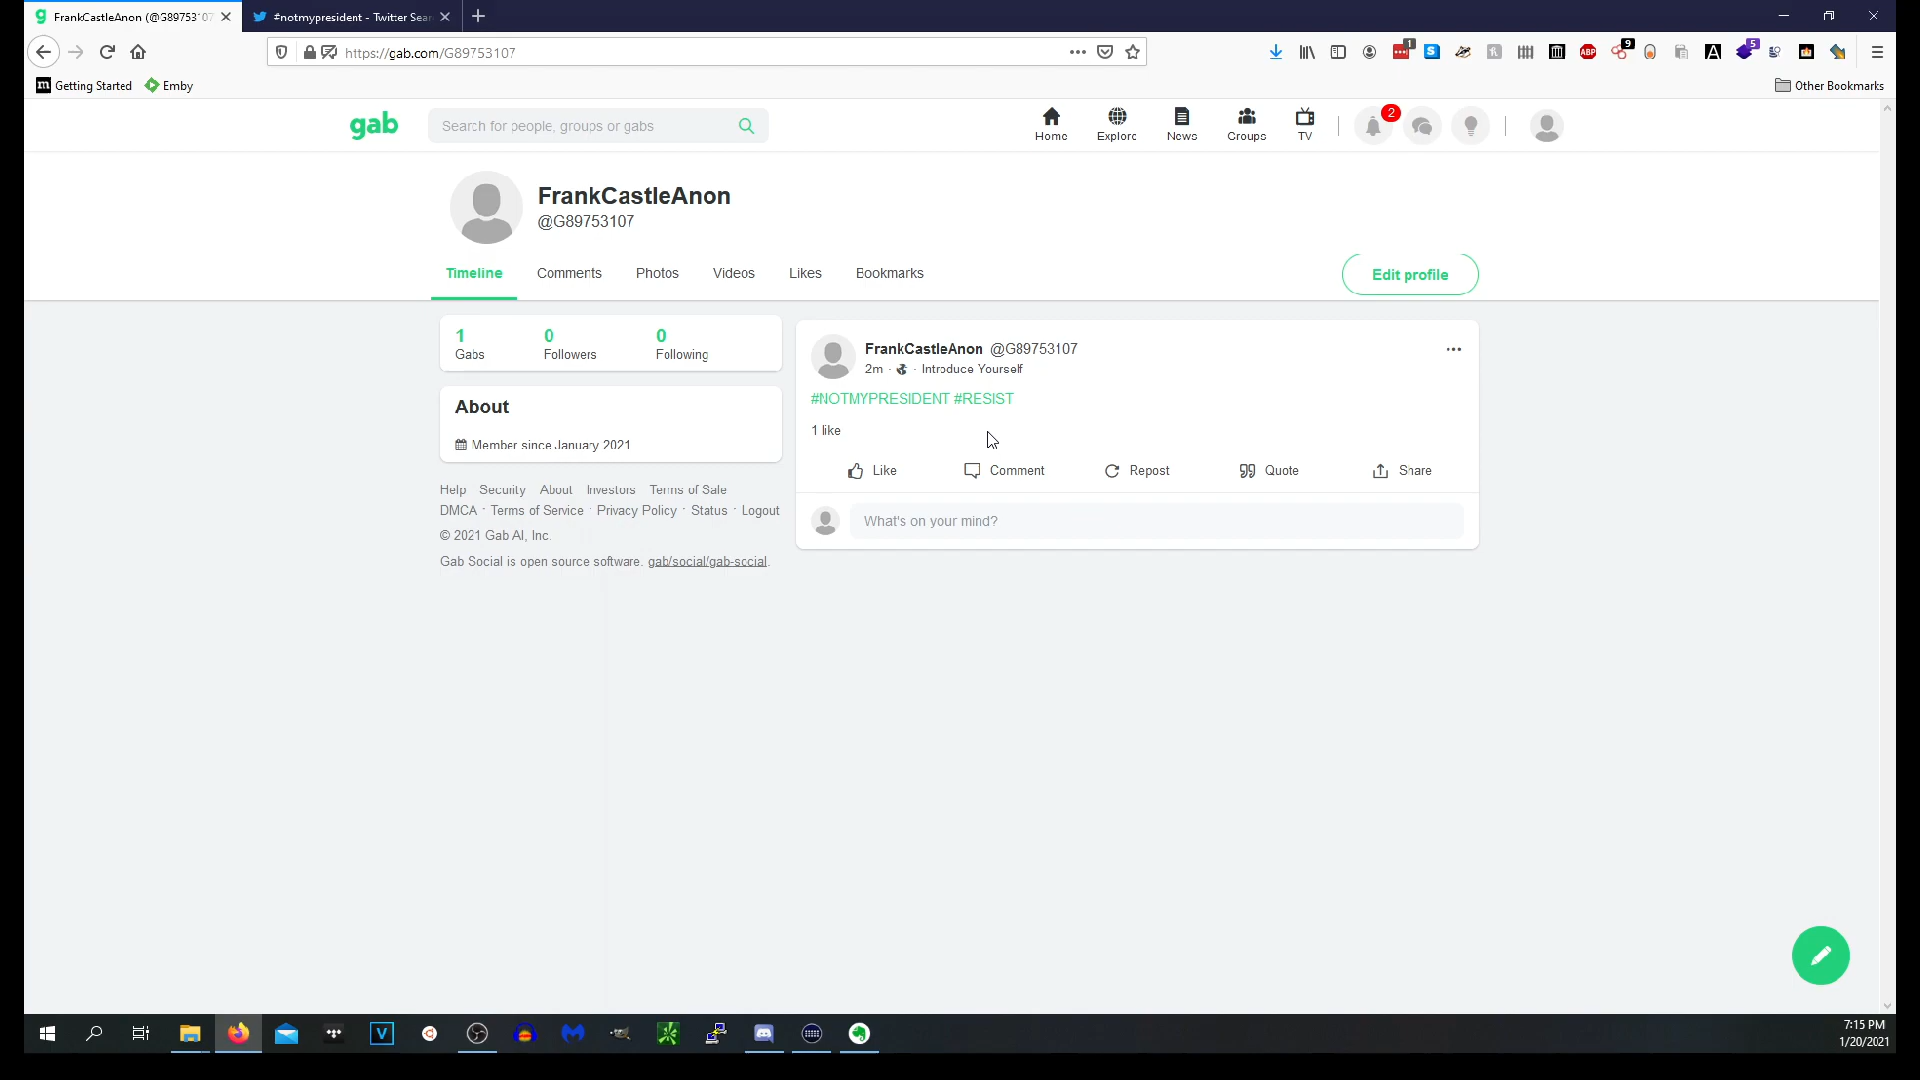 FrankCastleAnon (@G89753107
#notmypresident - Twitter Sear
https://gab.com/G89753107
1
9
5
Getting Started
Emby
Other Bookmarks
gab
Search for people, groups or gabs
Home
Explore
News
Groups
TV
2
FrankCastleAnon
@G89753107
Timeline
Comments
Photos
Videos
Likes
Bookmarks
Edit profile
1
Gabs
0
Followers
0
Following
About
Member since January 2021
Help Security About Investors Terms of Sale
DMCA · Terms of Service · Privacy Policy · Status · Logout
© 2021 Gab AI, Inc.
Gab Social is open source software. gab/social/gab-social.
FrankCastleAnon @G89753107
2m · · Introduce Yourself
#NOTMYPRESIDENT #RESIST
1 like
Like
Comment
Repost
Quote
Share
What's on your mind?
7:15 PM
1/20/2021